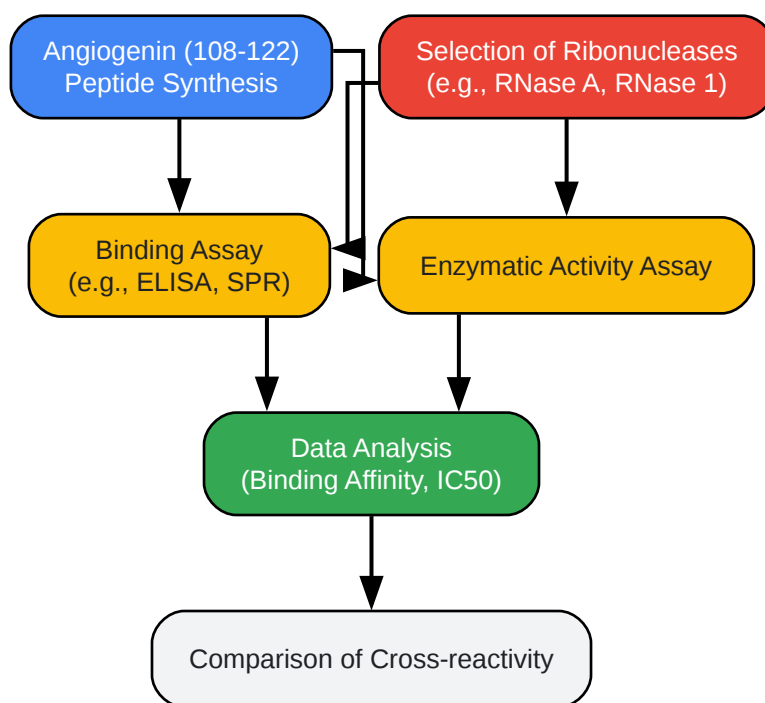 Angiogenin (108-122)
Peptide Synthesis
Selection of Ribonucleases
(e.g., RNase A, RNase 1)
Binding Assay
(e.g., ELISA, SPR)
Enzymatic Activity Assay
Data Analysis
(Binding Affinity, IC50)
Comparison of Cross-reactivity